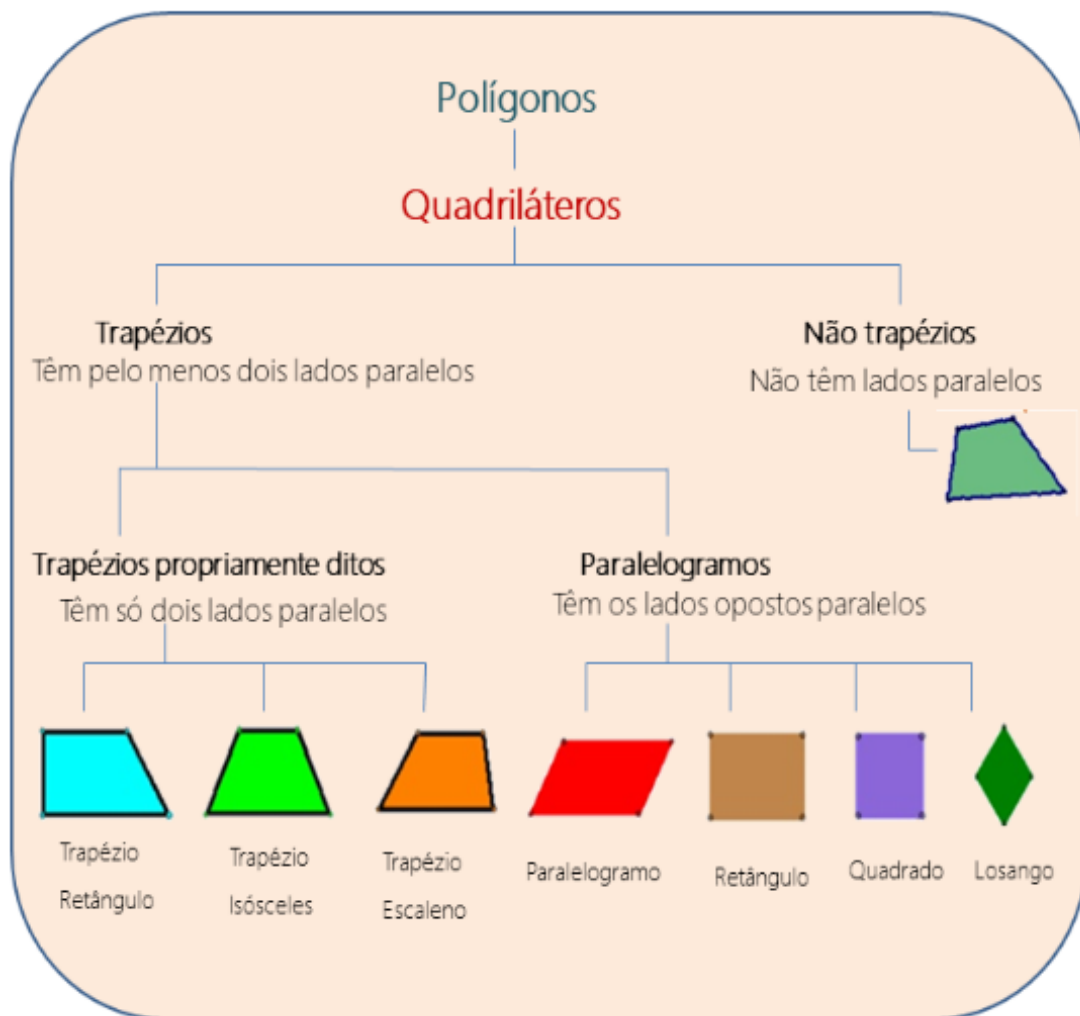 Polígonos
Quadriláteros
Trapézios
Têm pelo menos dois lados paralelos
Não trapézios
Não têm lados paralelos
Trapézios propriamente ditos
Têm só dois lados paralelos
Paralelogramos
Têm os lados opostos paralelos
Trapézio
Retângulo
Trapézio
Isósceles
Trapézio
Escaleno
Paralelogramo
Retângulo
Quadrado
Losango